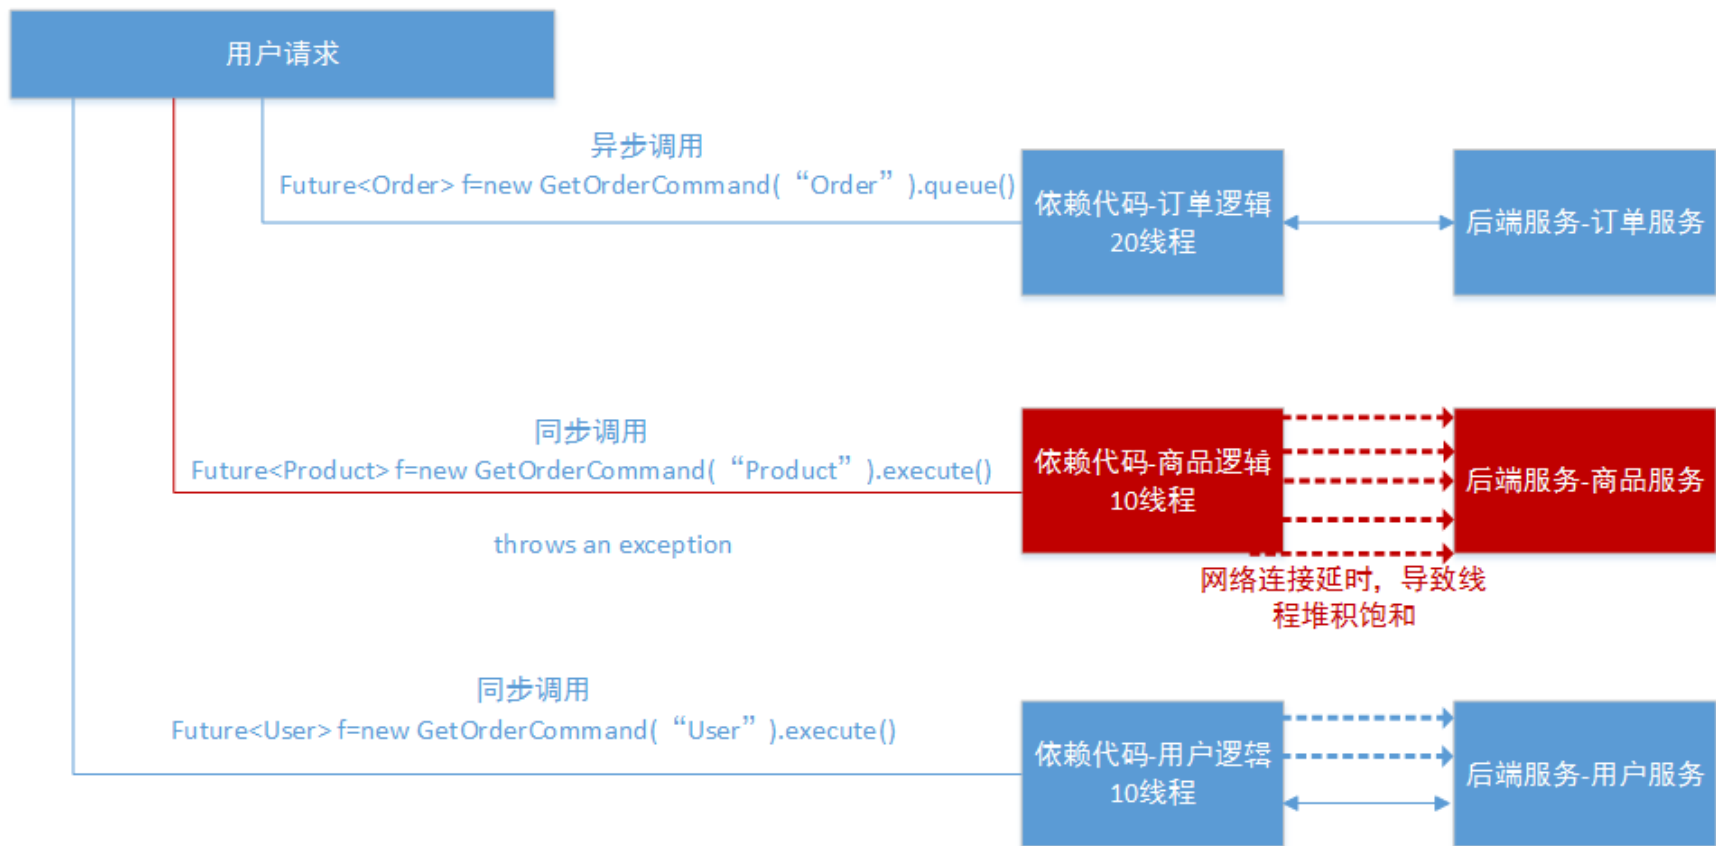 用户请求
异步调用
Future<Order> f=new GetOrderCommand( “Order” ).queue()
依赖代码-订单逻辑
20线程
后端服务-订单服务
同步调用
Future<Product> f=new GetOrderCommand( “Product” ).execute()
throws an exception
依赖代码-商品逻辑
10线程
后端服务-商品服务
网络连接延时，导致线
程堆积饱和
同步调用
Future<User> f=new GetOrderCommand( “User” ).execute()
依赖代码-用户逻辑
10线程
后端服务-用户服务